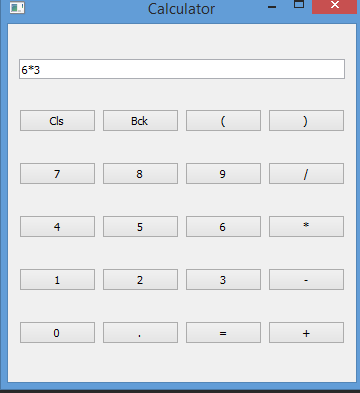 Calculator
6*3
Cls Bck ( )
7 8 9 /
4 5 6 *
1 2 3 -
0 . = +